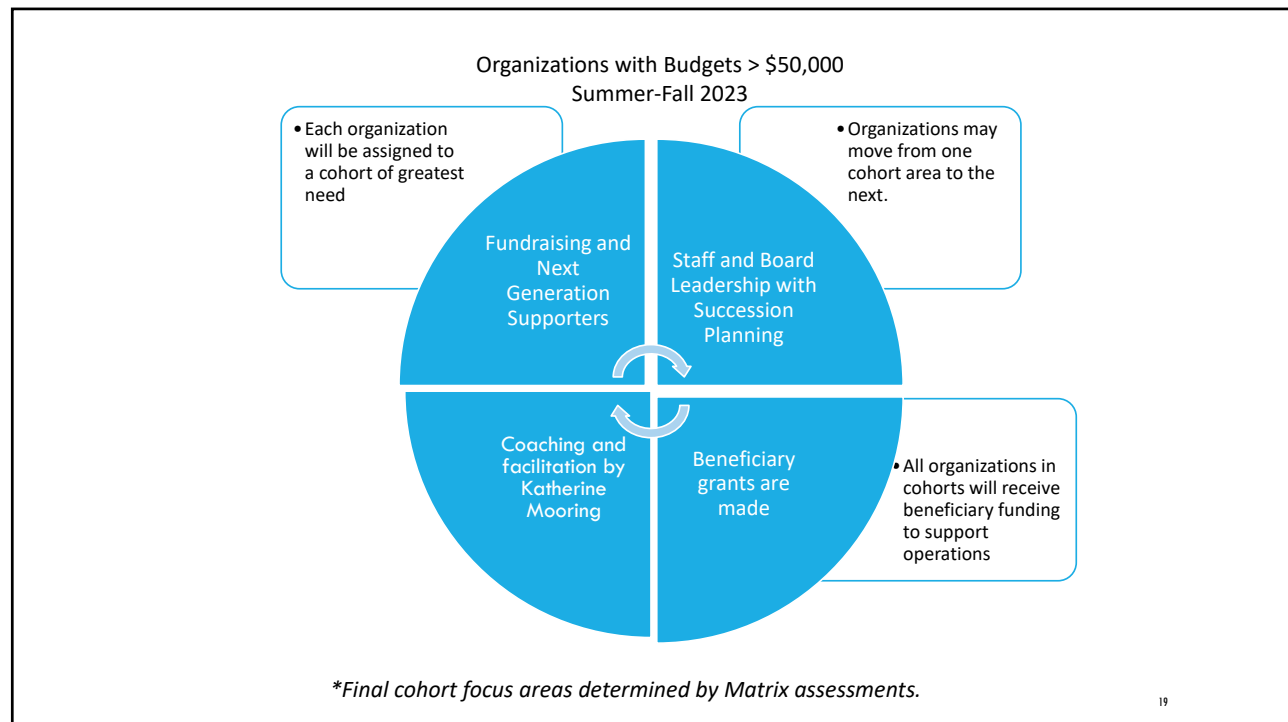 Organizations with Budgets > $50,000
Summer-Fall 2023
• Each organization
will be assigned to
a cohort of greatest
need
• Organizations may
move from one
cohort area to the
next.
Fundraising and
Next
Generation
Supporters
Staff and Board
Leadership with
Succession
Planning
Coaching and
facilitation by
Katherine
Mooring
Beneficiary
grants are
made
• All organizations in
cohorts will receive
beneficiary funding
to support
operations
*Final cohort focus areas determined by Matrix assessments.
19